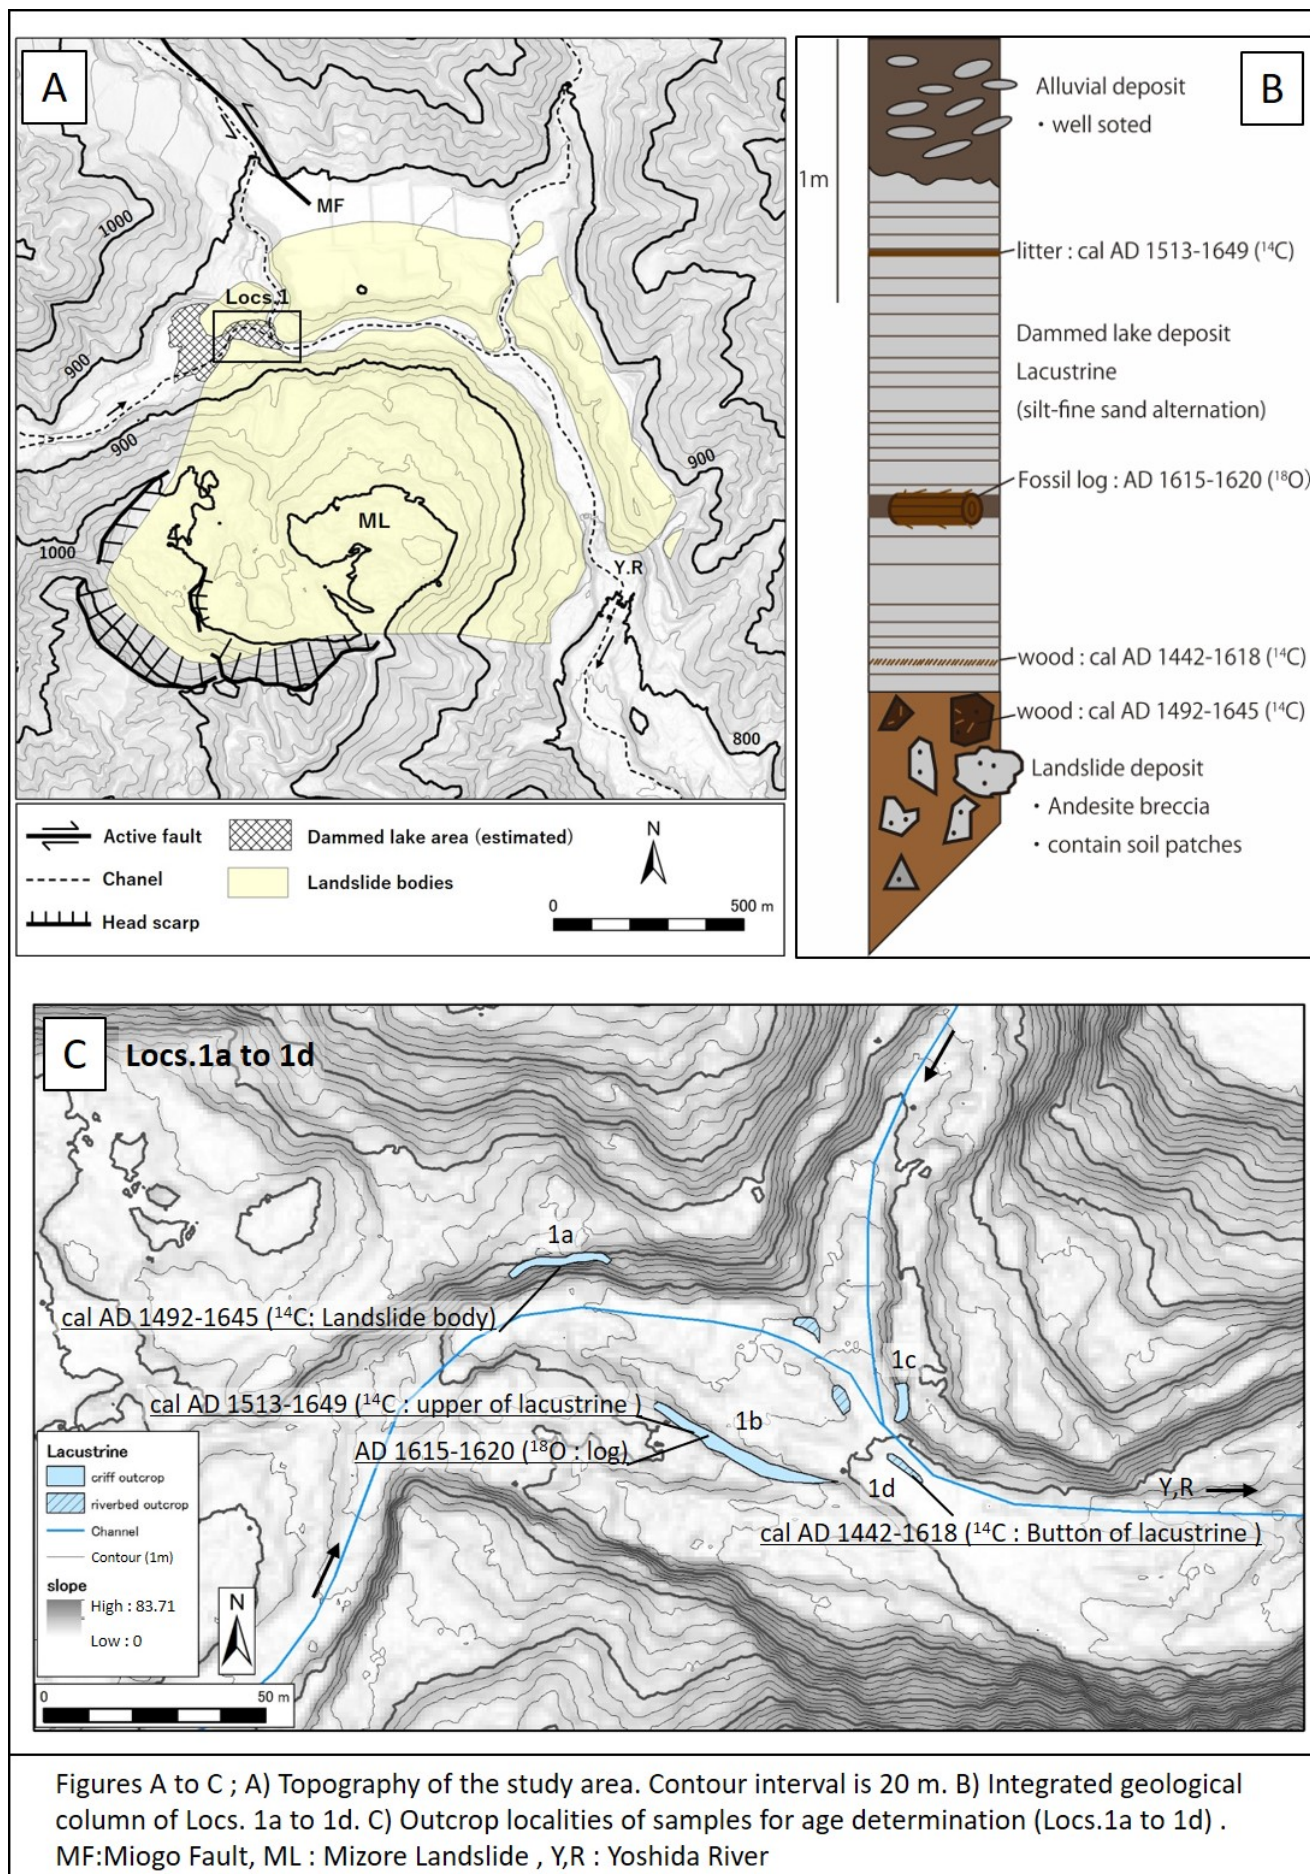 A
1000
MF
Locs.1
900
900
900
ML
1000
Y.R
800
Active fault
Chanel
Head scarp
Dammed lake area (estimated)
Landslide bodies
N
0 500 m
B
1m
Alluvial deposit
・well soted
litter : cal AD 1513-1649 (¹⁴C)
Dammed lake deposit
Lacustrine
(silt-fine sand alternation)
Fossil log : AD 1615-1620 (¹⁸O)
wood : cal AD 1442-1618 (¹⁴C)
wood : cal AD 1492-1645 (¹⁴C)
Landslide deposit
・Andesite breccia
・contain soil patches
C
Locs.1a to 1d
1a
cal AD 1492-1645 (¹⁴C: Landslide body)
1c
cal AD 1513-1649 (¹⁴C : upper of lacustrine )
1b
AD 1615-1620 (¹⁸O : log)
1d
Y,R
cal AD 1442-1618 (¹⁴C : Button of lacustrine )
Lacustrine
criff outcrop
riverbed outcrop
Channel
Contour (1m)
slope
High : 83.71
Low : 0
N
0 50 m
Figures A to C ; A) Topography of the study area. Contour interval is 20 m. B) Integrated geological
column of Locs. 1a to 1d. C) Outcrop localities of samples for age determination (Locs.1a to 1d) .
MF:Miogo Fault, ML : Mizore Landslide , Y,R : Yoshida River